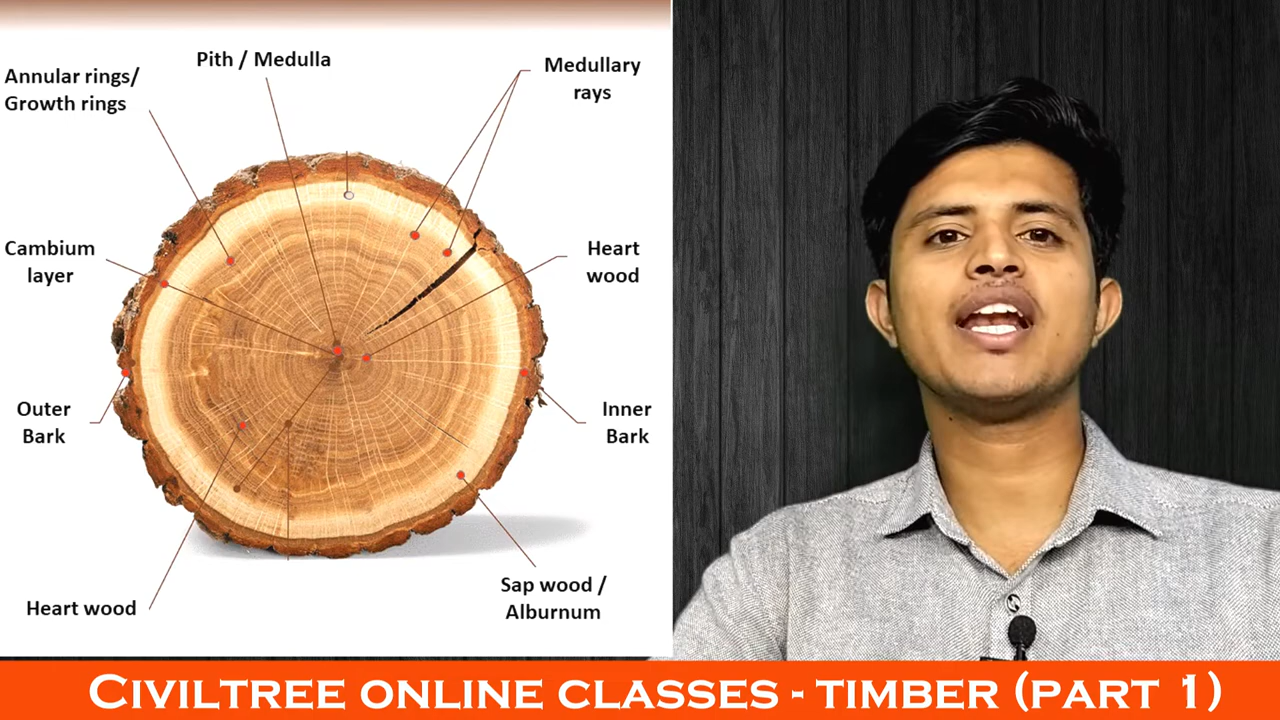 Pith / Medulla
Annular rings/
Growth rings
Medullary
rays
Cambium
layer
Heart
wood
Outer
Bark
Inner
Bark
Sap wood /
Alburnum
Heart wood
CIVILTREE ONLINE CLASSES - TIMBER (PART 1)